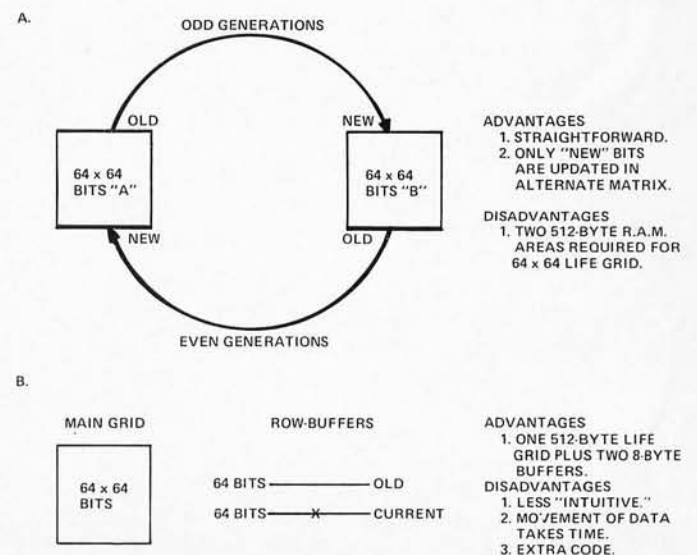 A.
ODD GENERATIONS
OLD
NEW
64 x 64
BITS "A"
64 x 64
BITS "B"
NEW
OLD
EVEN GENERATIONS
ADVANTAGES
1. STRAIGHTFORWARD.
2. ONLY "NEW" BITS
ARE UPDATED IN
ALTERNATE MATRIX.
DISADVANTAGES
1. TWO 512-BYTE R.A.M.
AREAS REQUIRED FOR
64 x 64 LIFE GRID.
B.
MAIN GRID
64 x 64
BITS
ROW-BUFFERS
64 BITS OLD
64 BITS X CURRENT
ADVANTAGES
1. ONE 512-BYTE LIFE
GRID PLUS TWO 8-BYTE
BUFFERS.
DISADVANTAGES
1. LESS "INTUITIVE."
2. MOVEMENT OF DATA
TAKES TIME.
3. EXTRA CODE.